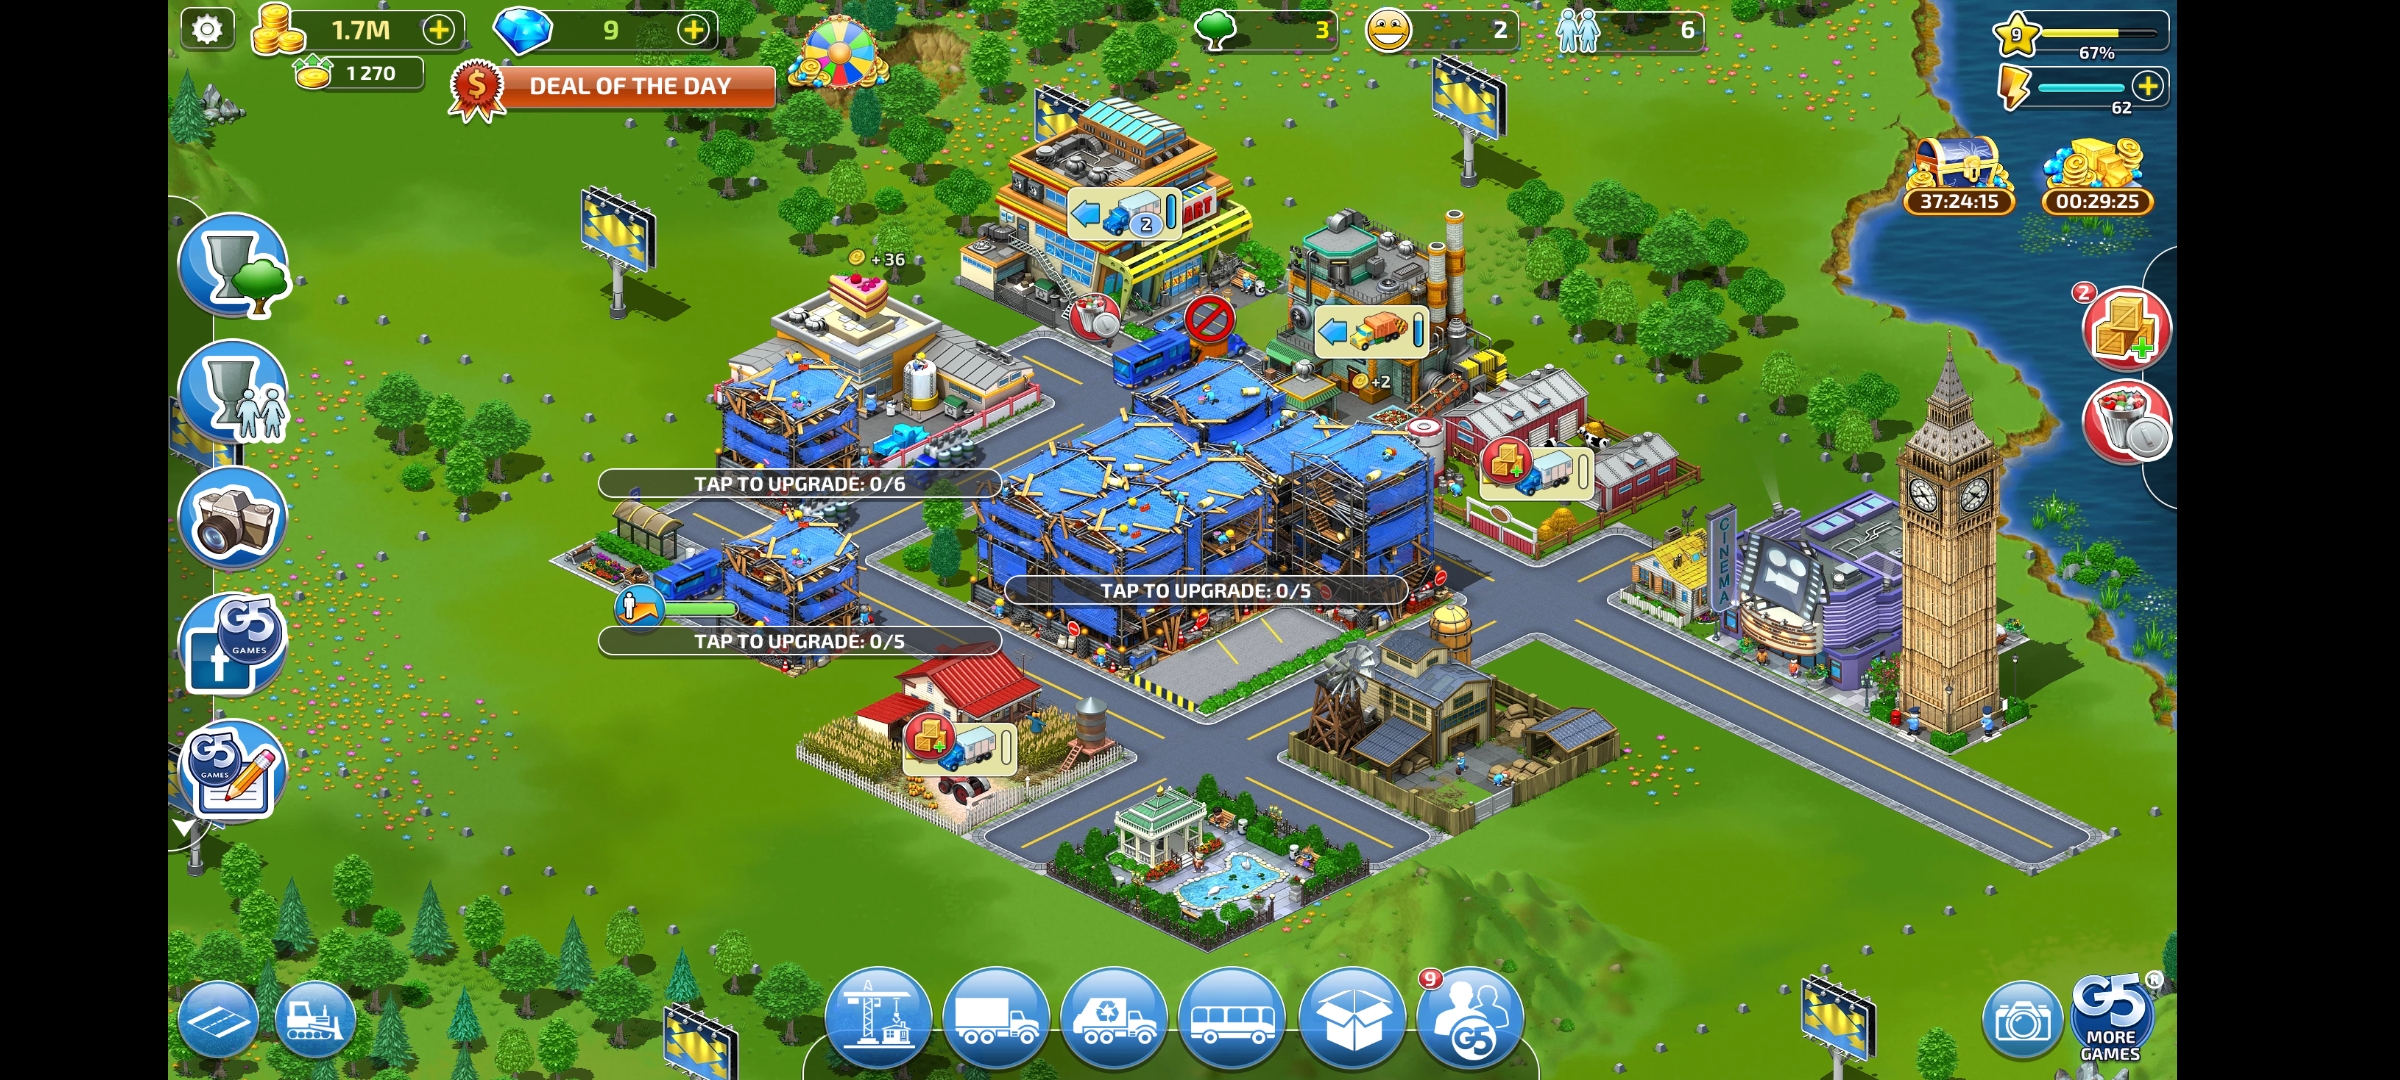 1.7M
9
3
2
6
9
67%
1 270
DEAL OF THE DAY
62
37:24:15
00:29:25
2
ART
+36
2
+2
TAP TO UPGRADE: 0/6
CINEMA
TAP TO UPGRADE: 0/5
TAP TO UPGRADE: 0/5
G5
GAMES
f
G5
GAMES
A
9
G5
G5
®
MORE
GAMES